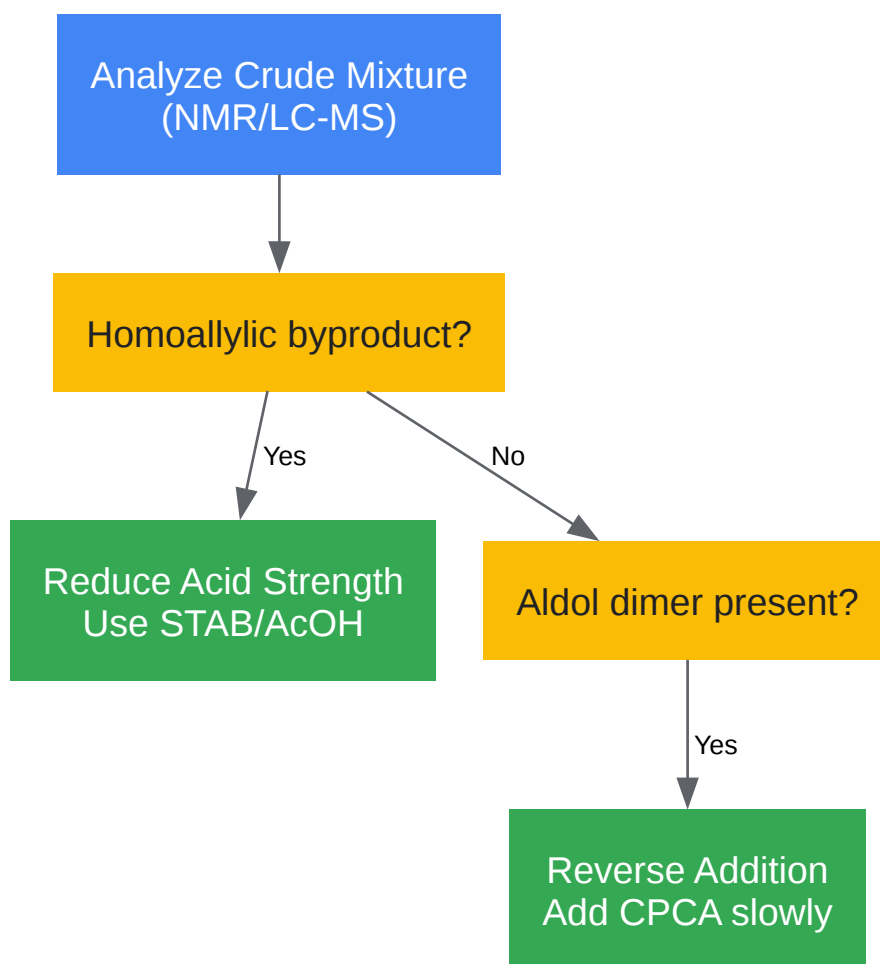 Analyze Crude Mixture
(NMR/LC-MS)
Homoallylic byproduct?
Yes
No
Reduce Acid Strength
Use STAB/AcOH
Aldol dimer present?
Yes
Reverse Addition
Add CPCA slowly